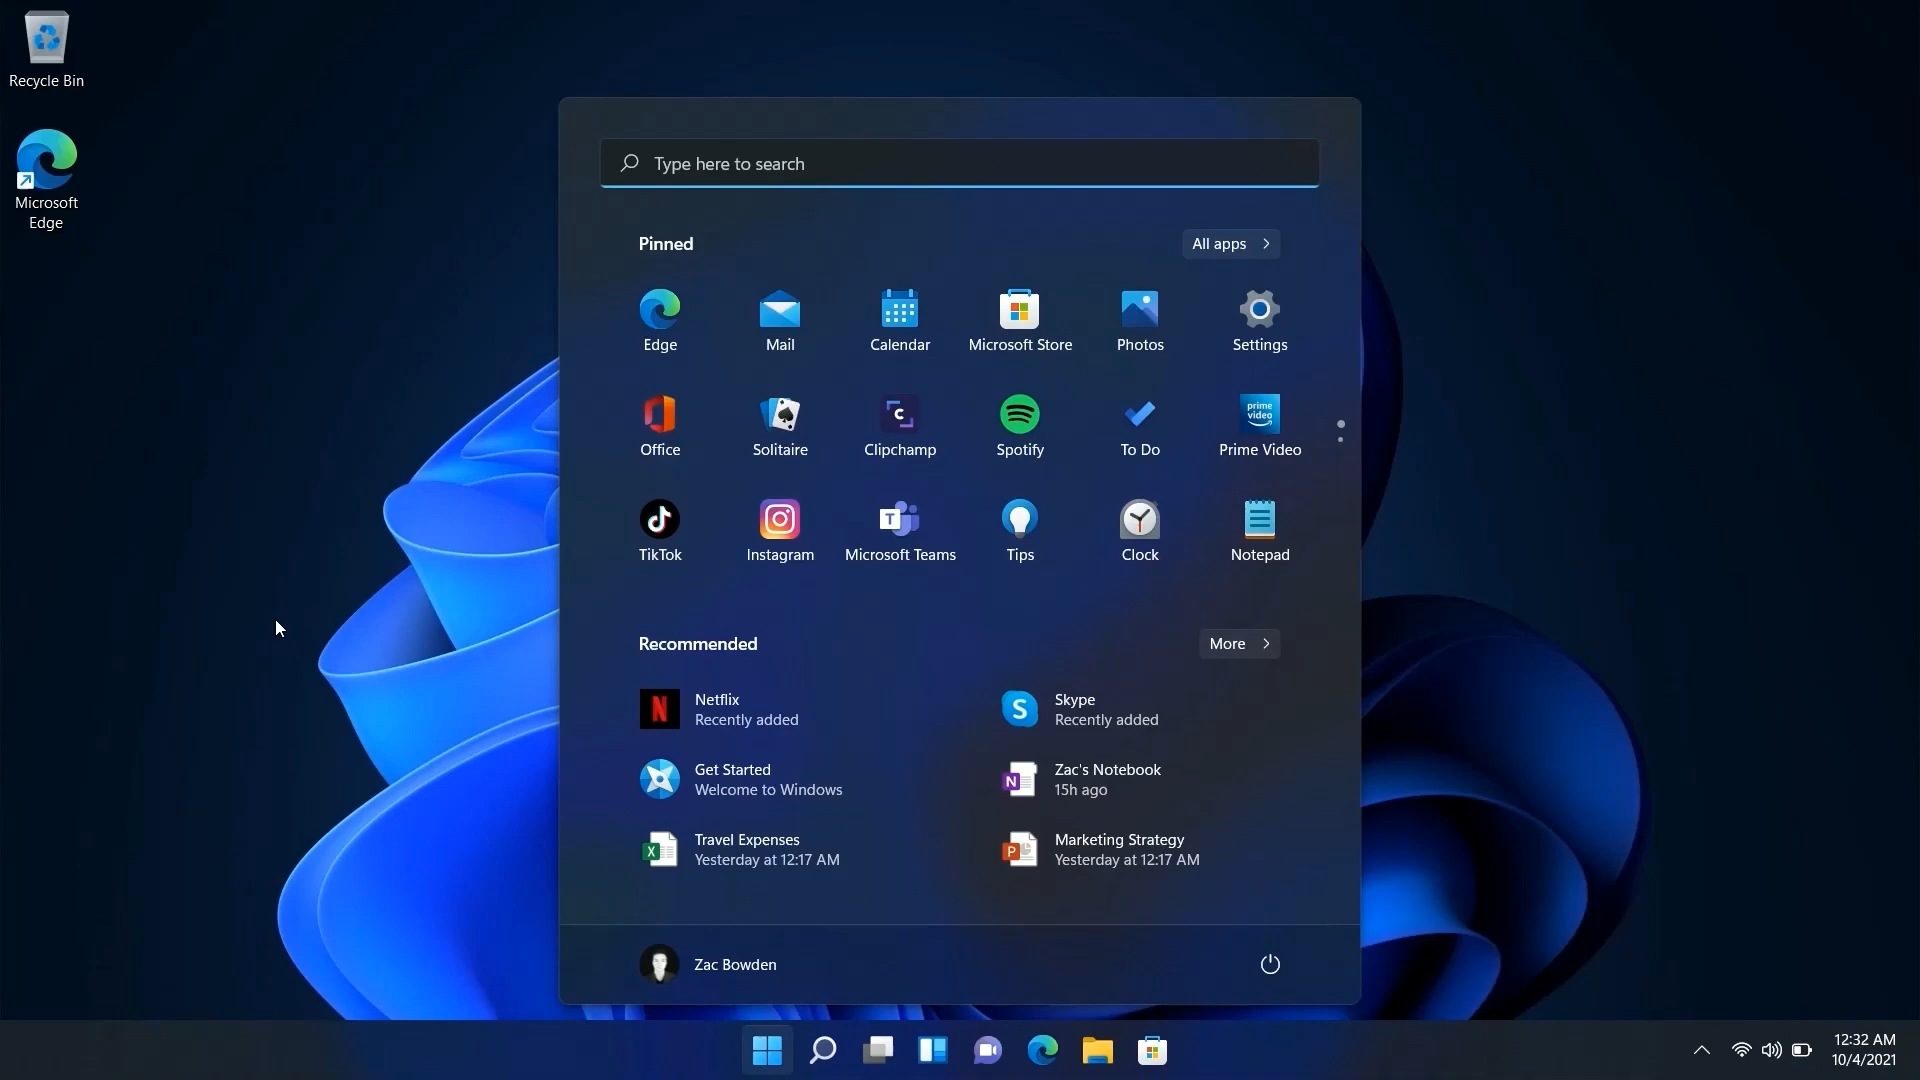 Recycle Bin
Microsoft
Edge
Type here to search
Pinned
All apps
Edge
Mail
Calendar
Microsoft Store
Photos
Settings
prime
video
Office
Solitaire
Clipchamp
Spotify
To Do
Prime Video
TikTok
Instagram
Microsoft Teams
Tips
Clock
Notepad
Recommended
More
Netflix
Recently added
Skype
Recently added
Get Started
Welcome to Windows
Zac's Notebook
15h ago
Travel Expenses
Yesterday at 12:17 AM
Marketing Strategy
Yesterday at 12:17 AM
Zac Bowden
12:32 AM
10/4/2021